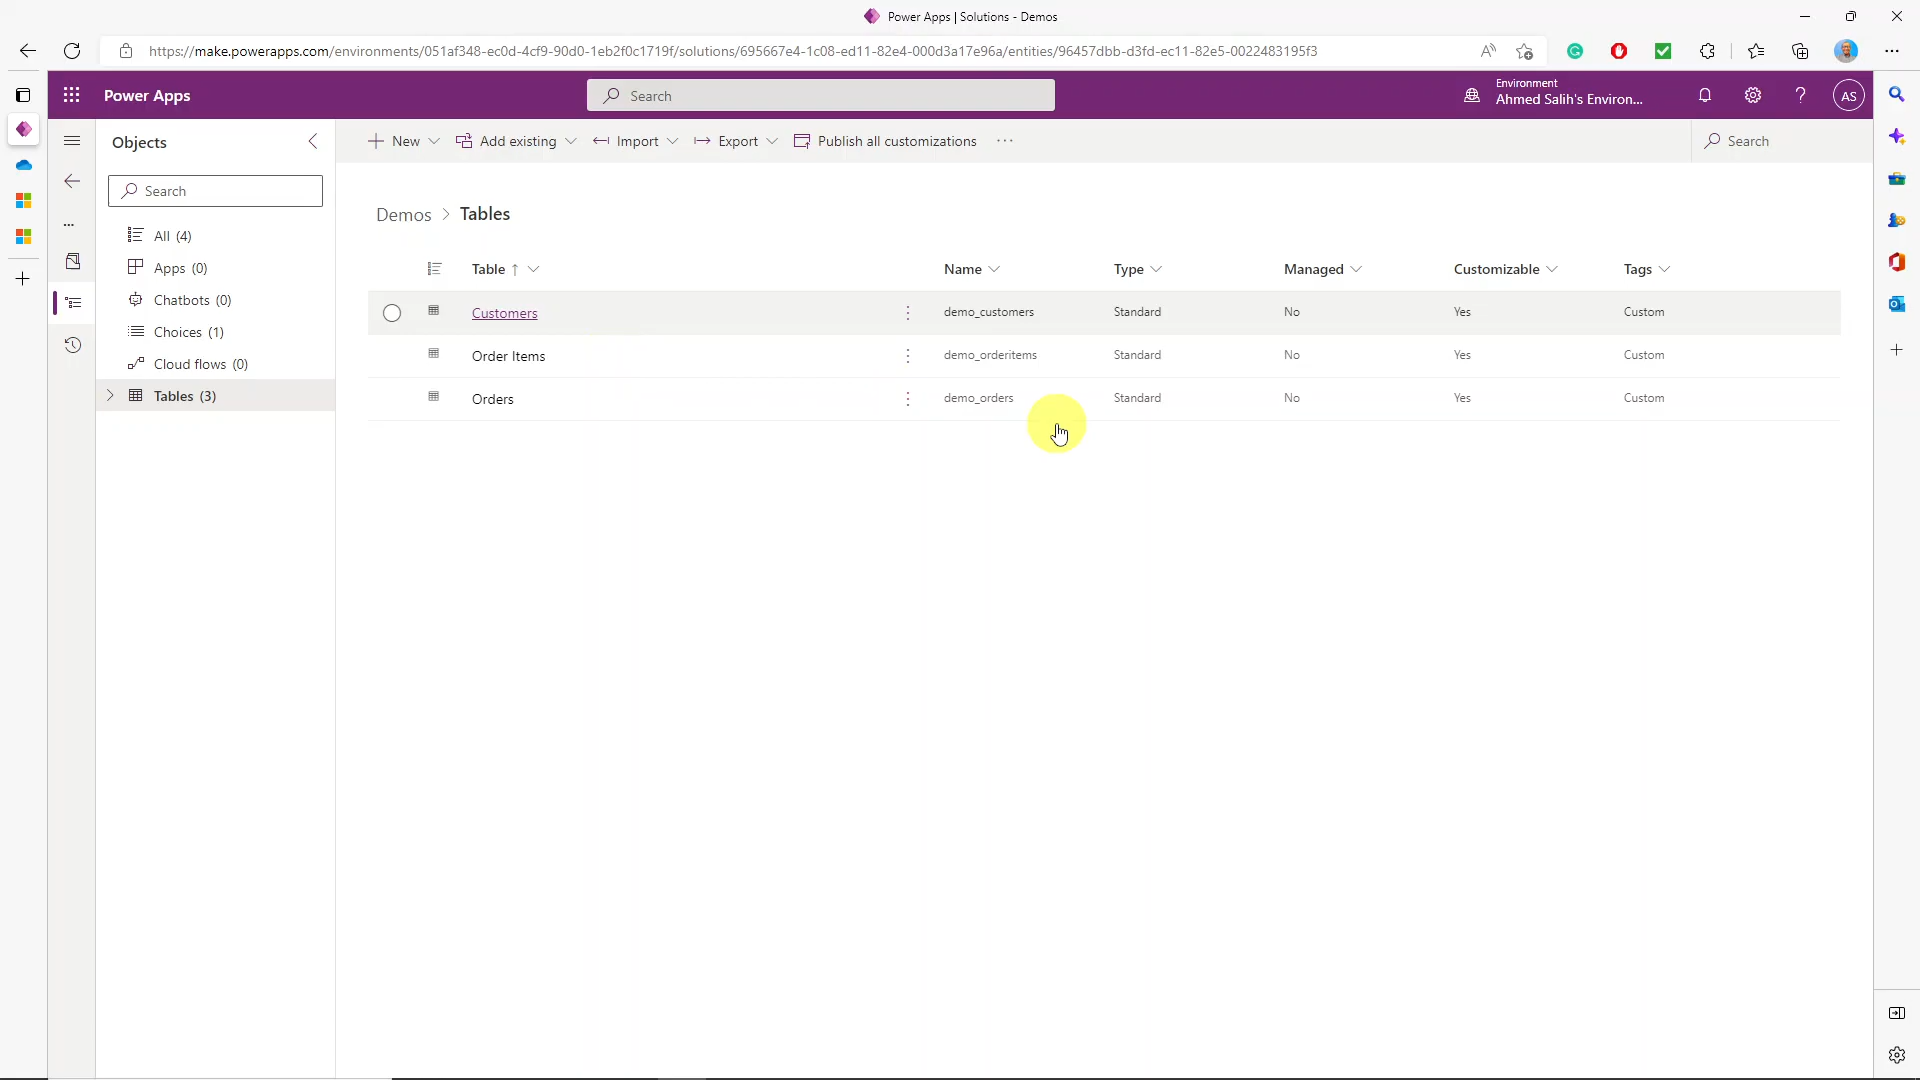 Power Apps | Solutions - Demos
https://make.powerapps.com/environments/051af348-ec0d-4cf9-90d0-1eb2f0c1719f/solutions/695667e4-1c08-ed11-82e4-000d3a17e96a/entities/96457dbb-d3fd-ec11-82e5-0022483195f3
Power Apps
Search
Environment
Ahmed Salih's Environ...
AS
Objects
New
Add existing
Import
Export
Publish all customizations
Search
Search
Demos > Tables
All (4)
Apps (0)
Chatbots (0)
Choices (1)
Cloud flows (0)
Tables (3)
Table ↑ Name Type Managed Customizable Tags
Customers demo_customers Standard No Yes Custom
Order Items demo_orderitems Standard No Yes Custom
Orders demo_orders Standard No Yes Custom